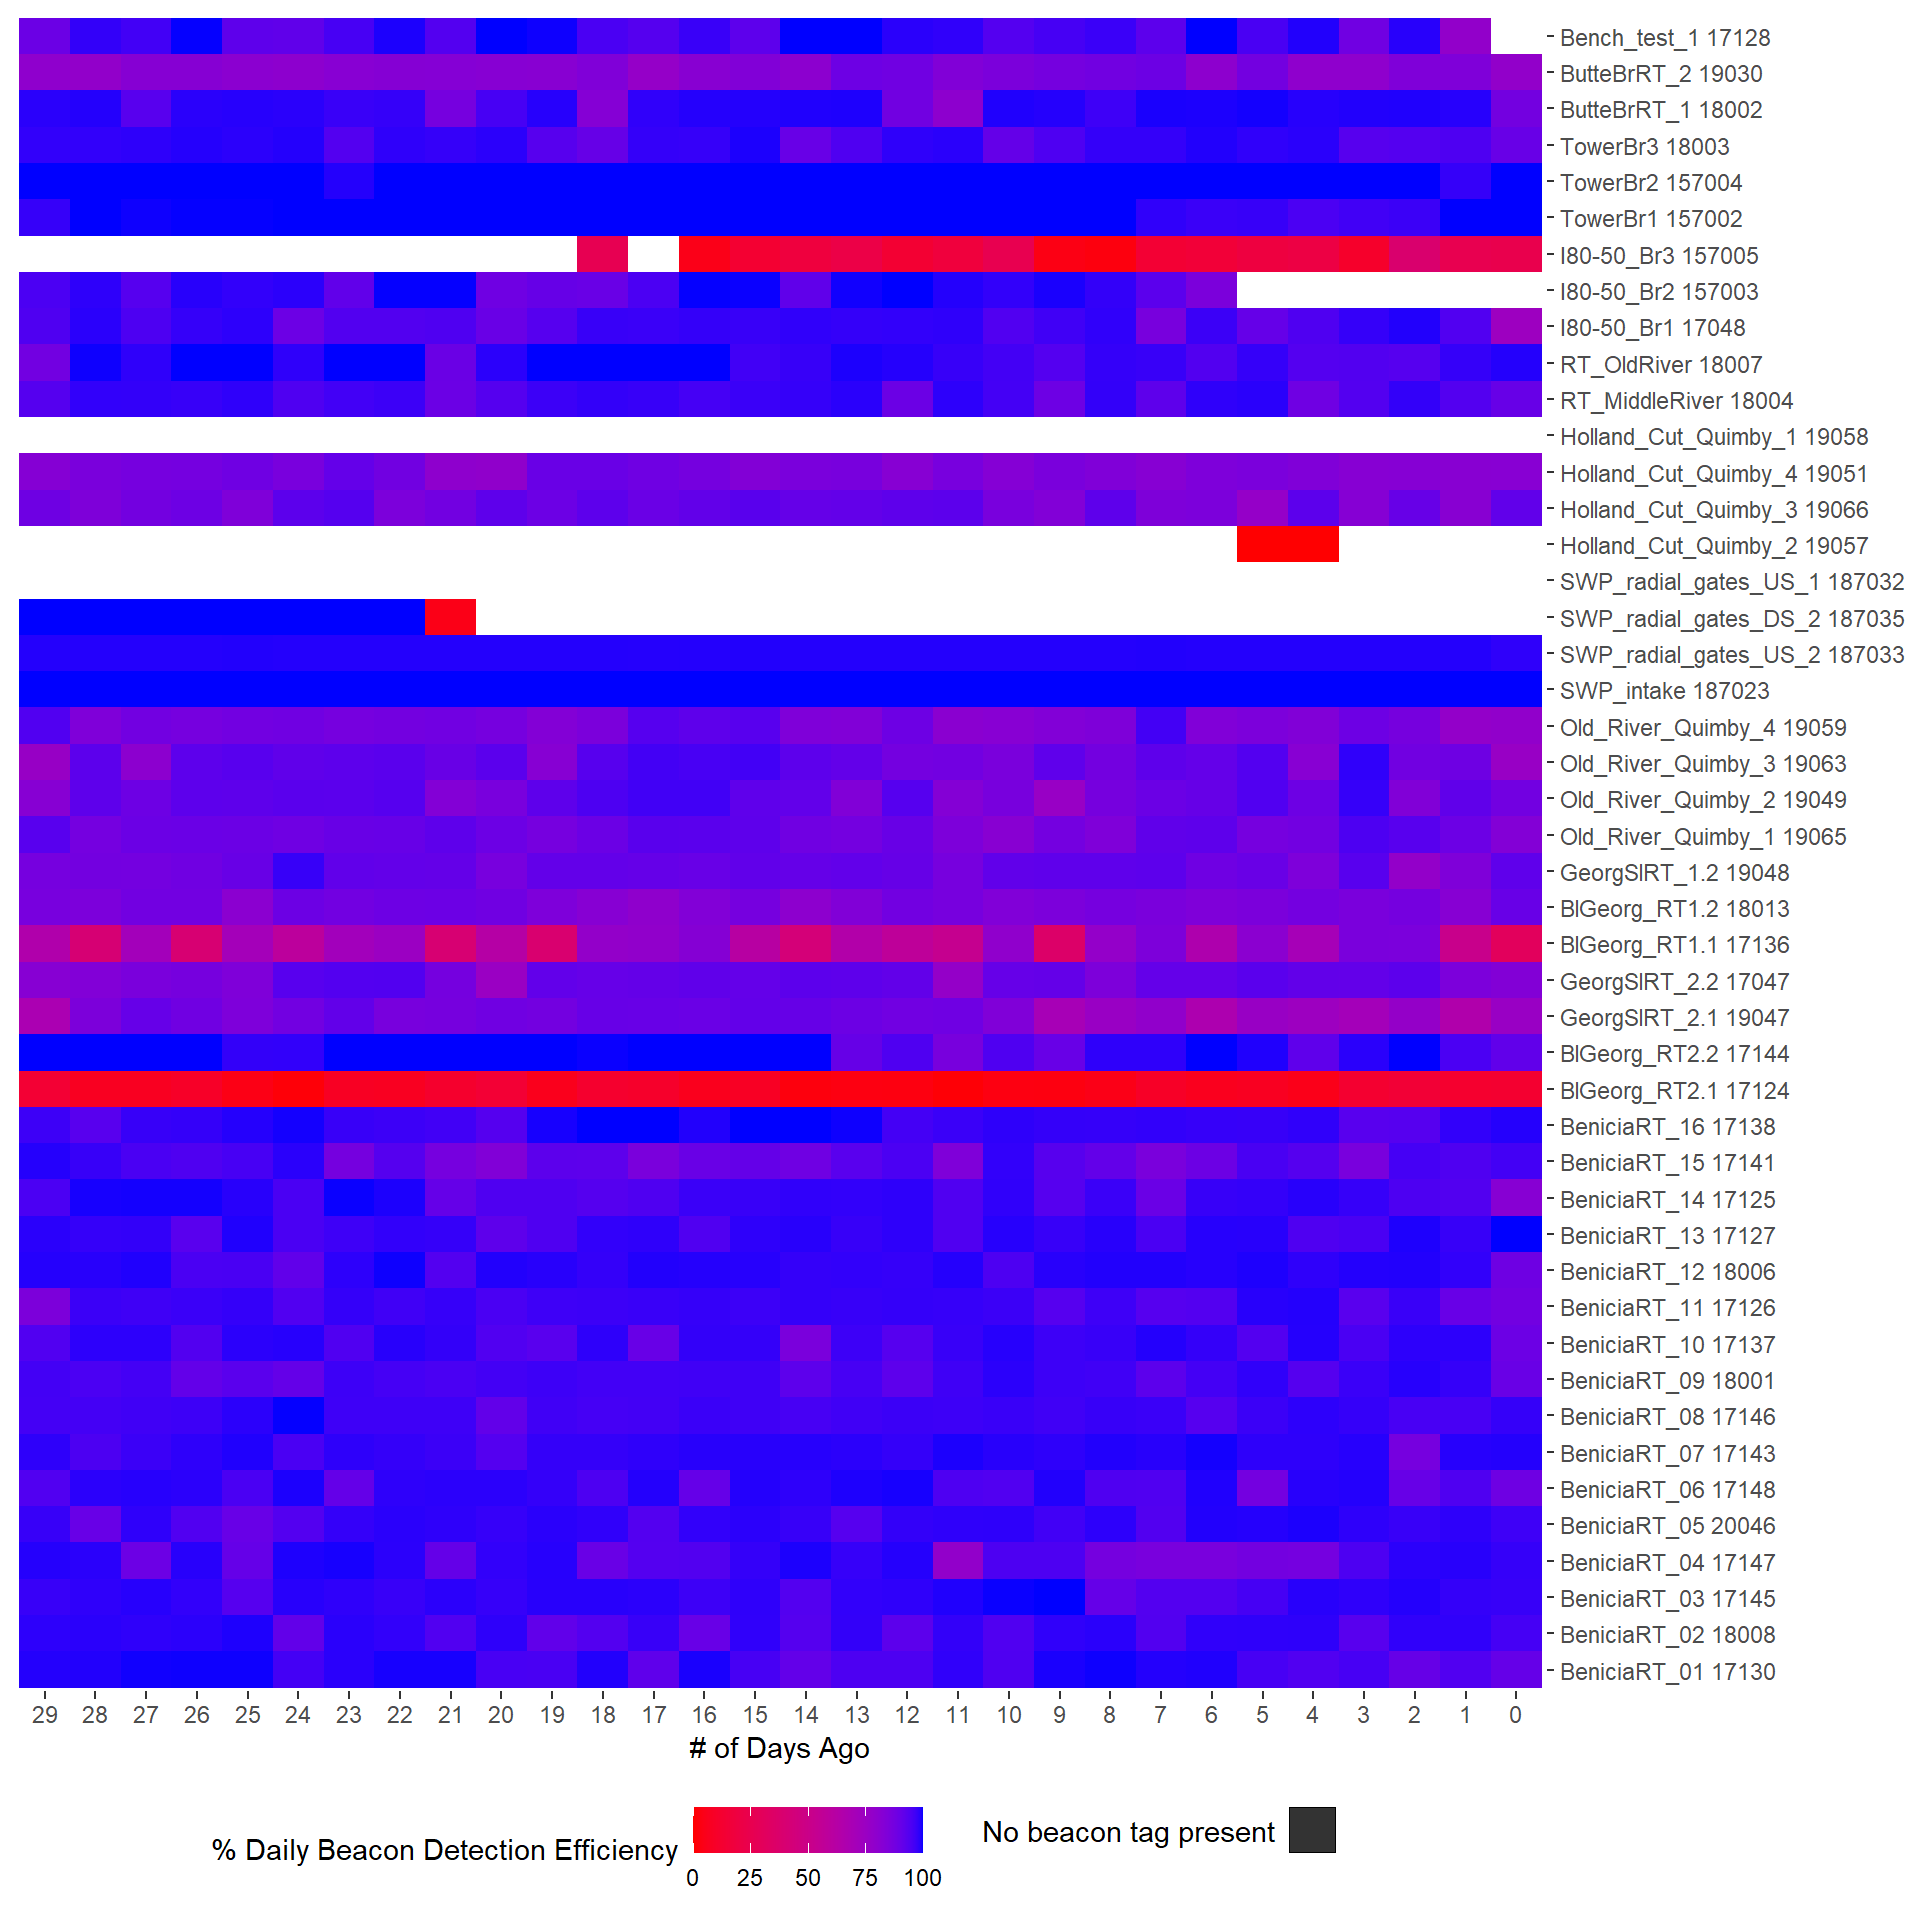 Bench_test_1 17128
ButteBrRT_2 19030
ButteBrRT_1 18002
TowerBr3 18003
TowerBr2 157004
TowerBr1 157002
I80-50_Br3 157005
I80-50_Br2 157003
I80-50_Br1 17048
RT_OldRiver 18007
RT_MiddleRiver 18004
Holland_Cut_Quimby_1 19058
Holland_Cut_Quimby_4 19051
Holland_Cut_Quimby_3 19066
Holland_Cut_Quimby_2 19057
SWP_radial_gates_US_1 187032
SWP_radial_gates_DS_2 187035
SWP_radial_gates_US_2 187033
SWP_intake 187023
Old_River_Quimby_4 19059
Old_River_Quimby_3 19063
Old_River_Quimby_2 19049
Old_River_Quimby_1 19065
GeorgSlRT_1.2 19048
BlGeorg_RT1.2 18013
BlGeorg_RT1.1 17136
GeorgSlRT_2.2 17047
GeorgSlRT_2.1 19047
BlGeorg_RT2.2 17144
BlGeorg_RT2.1 17124
BeniciaRT_16 17138
BeniciaRT_15 17141
BeniciaRT_14 17125
BeniciaRT_13 17127
BeniciaRT_12 18006
BeniciaRT_11 17126
BeniciaRT_10 17137
BeniciaRT_09 18001
BeniciaRT_08 17146
BeniciaRT_07 17143
BeniciaRT_06 17148
BeniciaRT_05 20046
BeniciaRT_04 17147
BeniciaRT_03 17145
BeniciaRT_02 18008
BeniciaRT_01 17130
29 28 27 26 25 24 23 22 21 20 19 18 17 16 15 14 13 12 11 10 9 8 7 6 5 4 3 2 1 0
# of Days Ago
% Daily Beacon Detection Efficiency
0 25 50 75 100
No beacon tag present